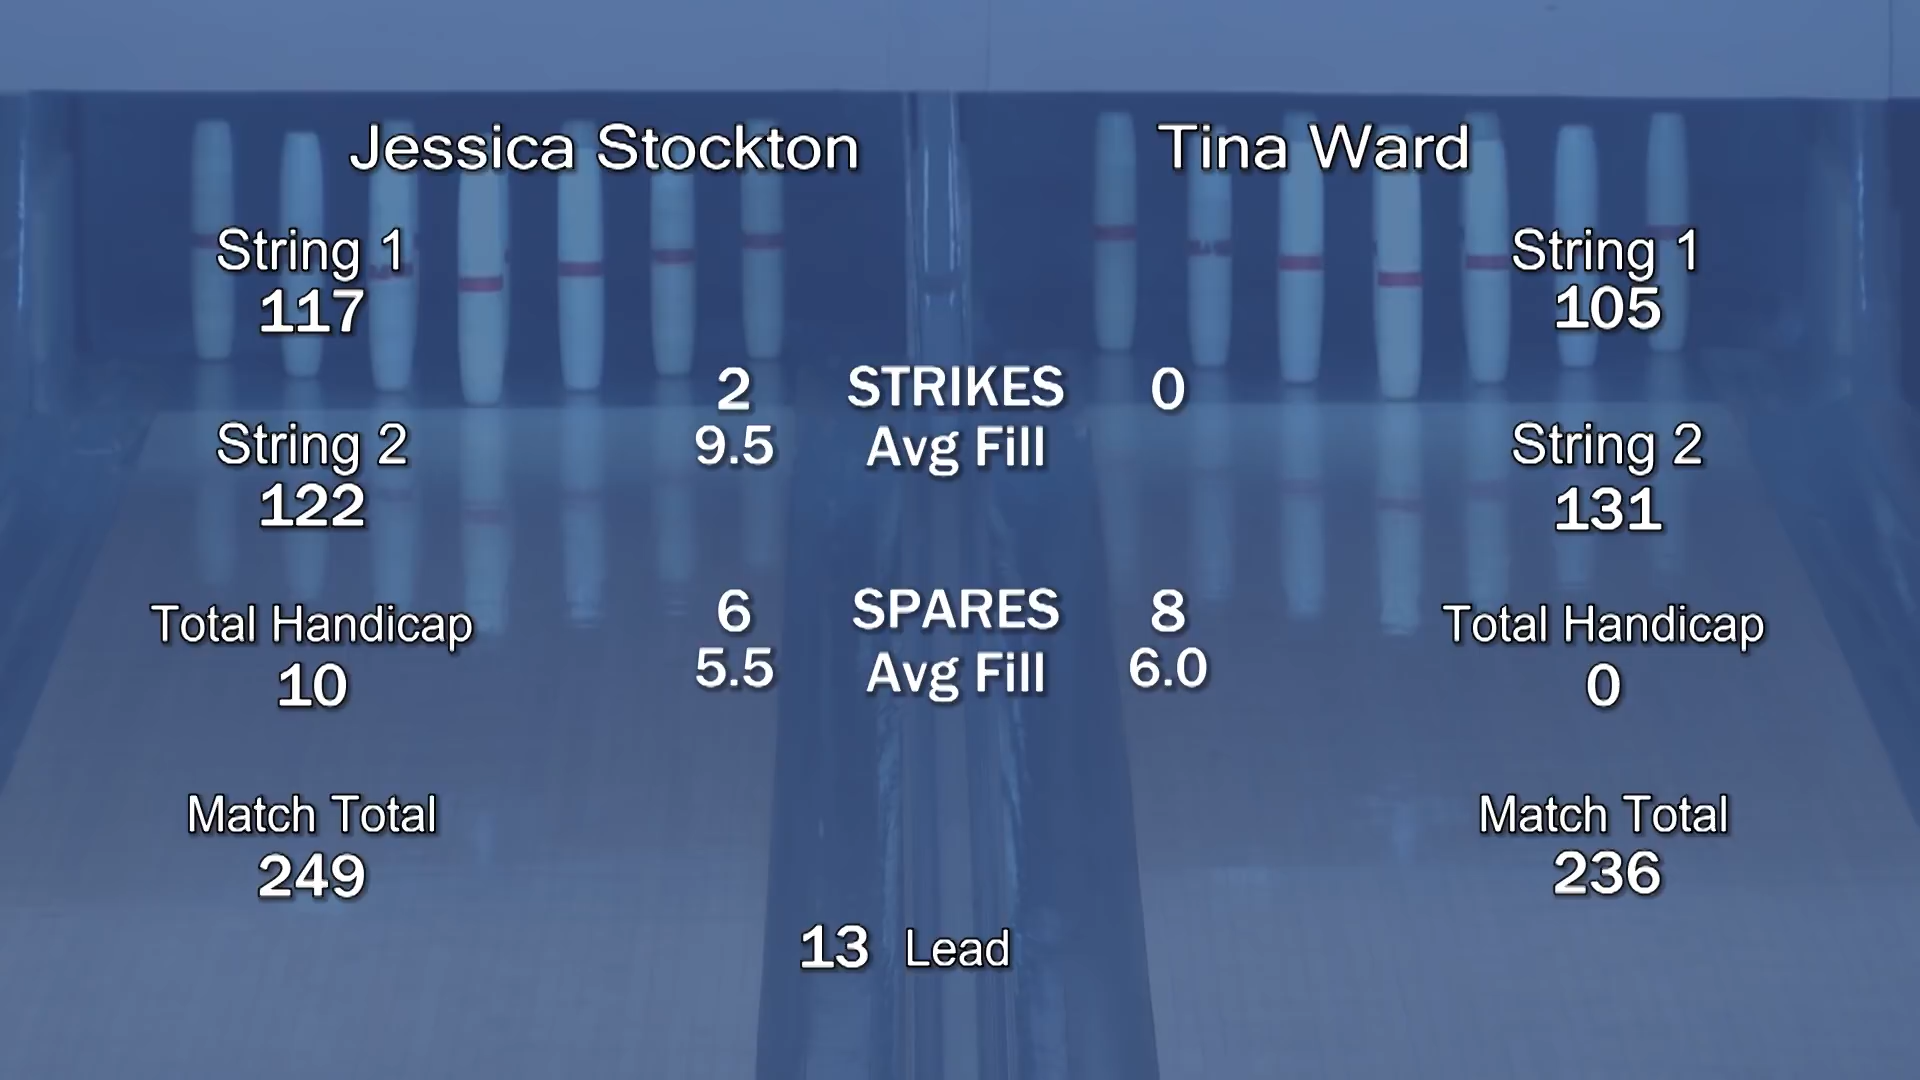 Jessica Stockton
Tina Ward
String 1
117
String 1
105
2 STRIKES 0
9.5 Avg Fill
String 2
122
String 2
131
6 SPARES 8
5.5 Avg Fill 6.0
Total Handicap
10
Total Handicap
0
Match Total
249
Match Total
236
13 Lead